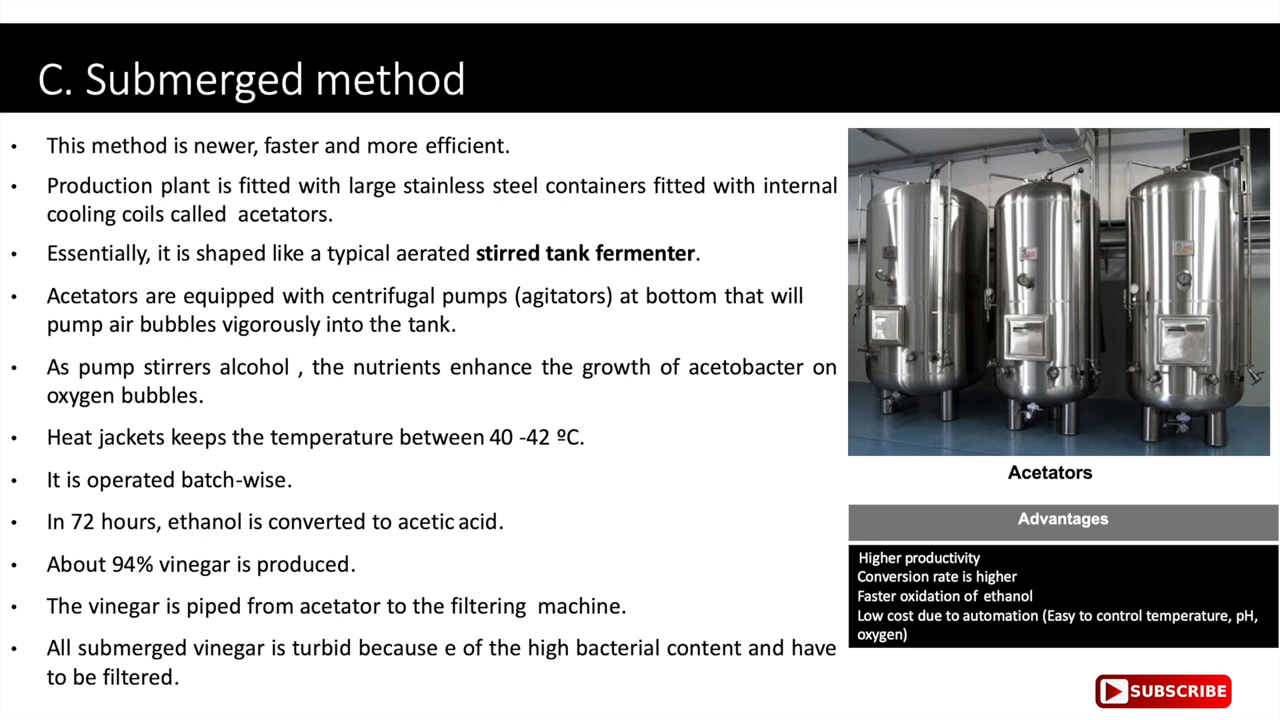 C. Submerged method
• This method is newer, faster and more efficient.
• Production plant is fitted with large stainless steel containers fitted with internal
cooling coils called acetators.
• Essentially, it is shaped like a typical aerated stirred tank fermenter.
• Acetators are equipped with centrifugal pumps (agitators) at bottom that will
pump air bubbles vigorously into the tank.
• As pump stirrers alcohol , the nutrients enhance the growth of acetobacter on
oxygen bubbles.
• Heat jackets keeps the temperature between 40 -42 ºC.
• It is operated batch-wise.
• In 72 hours, ethanol is converted to acetic acid.
• About 94% vinegar is produced.
• The vinegar is piped from acetator to the filtering machine.
• All submerged vinegar is turbid because e of the high bacterial content and have
to be filtered.
Acetators
Advantages
Higher productivity
Conversion rate is higher
Faster oxidation of ethanol
Low cost due to automation (Easy to control temperature, pH,
oxygen)
SUBSCRIBE